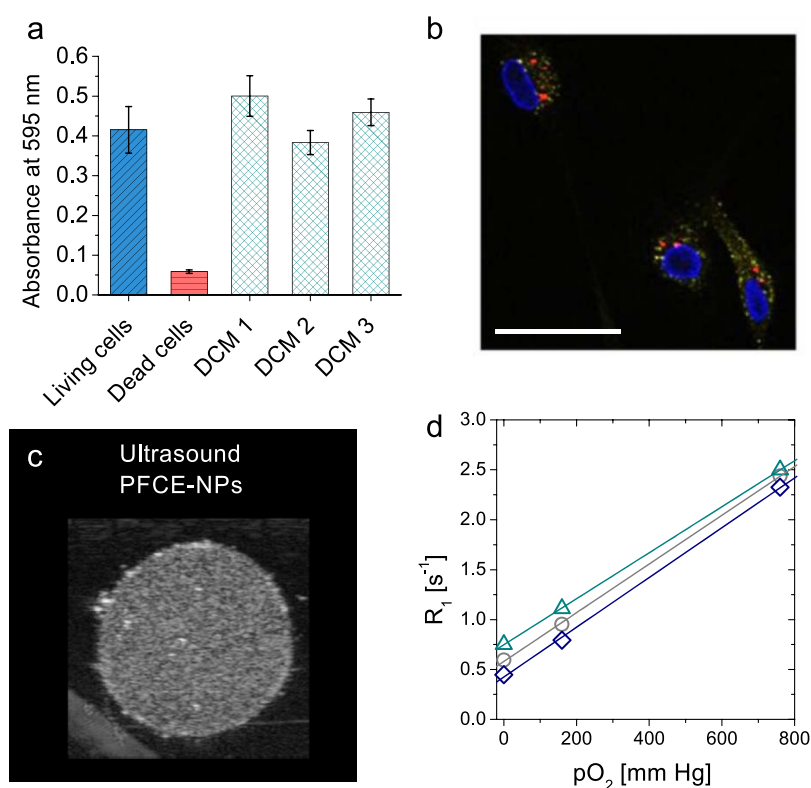 a
Absorbance at 595 nm
0.6
0.5
0.4
0.3
0.2
0.1
0.0
Living cells
Dead cells
DCM 1
DCM 2
DCM 3
b
c
Ultrasound
PFCE-NPs
d
R₁ [s⁻¹]
3.0
2.5
2.0
1.5
1.0
0.5
0.0
0 200 400 600 800
pO₂ [mm Hg]